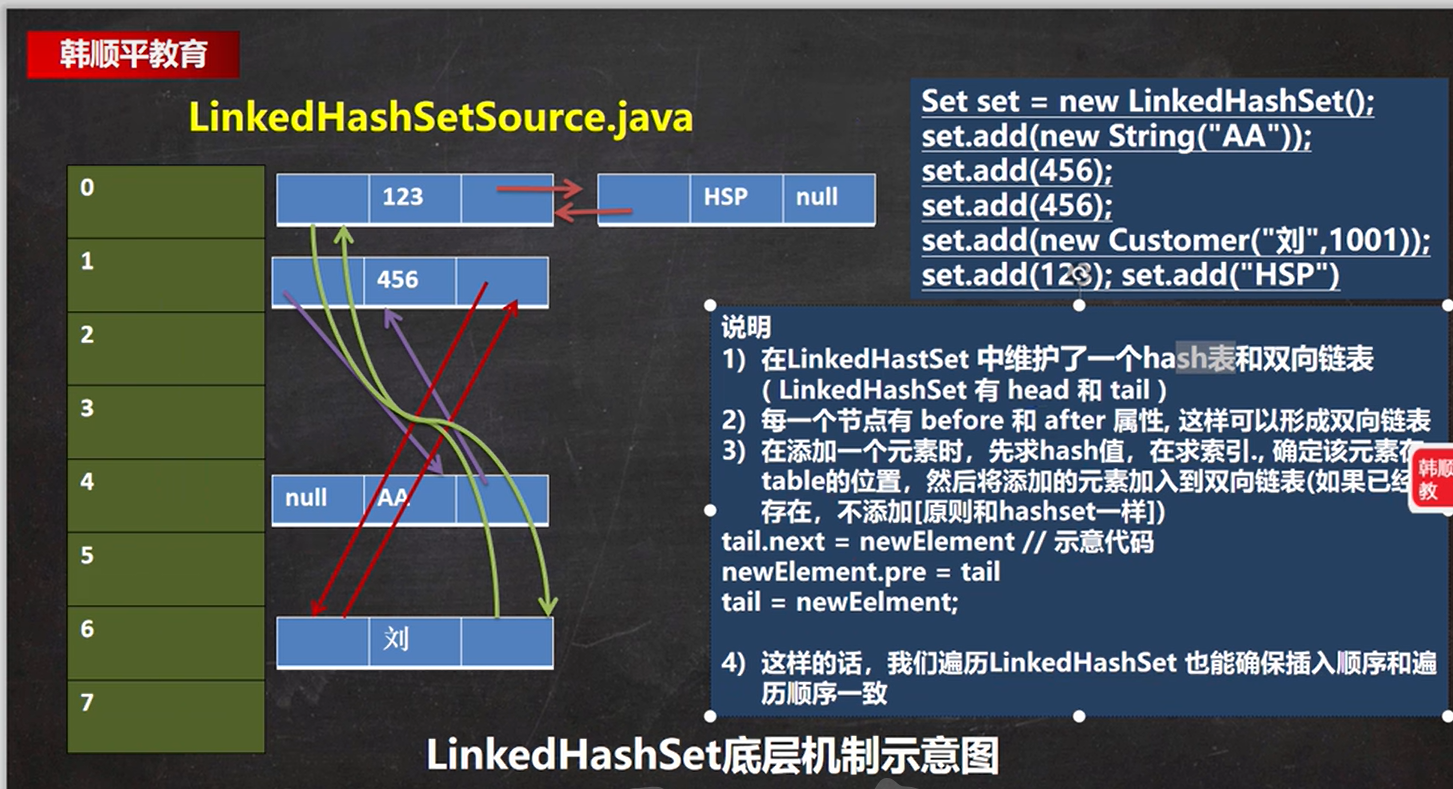 韩顺平教育
LinkedHashSetSource.java
Set set = new LinkedHashSet();
set.add(new String("AA"));
set.add(456);
set.add(456);
set.add(new Customer("刘",1001));
set.add(123); set.add("HSP")
0
1
2
3
4
5
6
7
123
HSP
null
456
null
AA
刘
说明
1) 在LinkedHastSet 中维护了一个hash表和双向链表
( LinkedHashSet 有 head 和 tail )
2) 每一个节点有 before 和 after 属性, 这样可以形成双向链表
3) 在添加一个元素时，先求hash值，在求索引., 确定该元素在
table的位置，然后将添加的元素加入到双向链表(如果已经
存在，不添加[原则和hashset一样])
tail.next = newElement // 示意代码
newElement.pre = tail
tail = newEelment;
4) 这样的话，我们遍历LinkedHashSet 也能确保插入顺序和遍
历顺序一致
韩顺
教
LinkedHashSet底层机制示意图